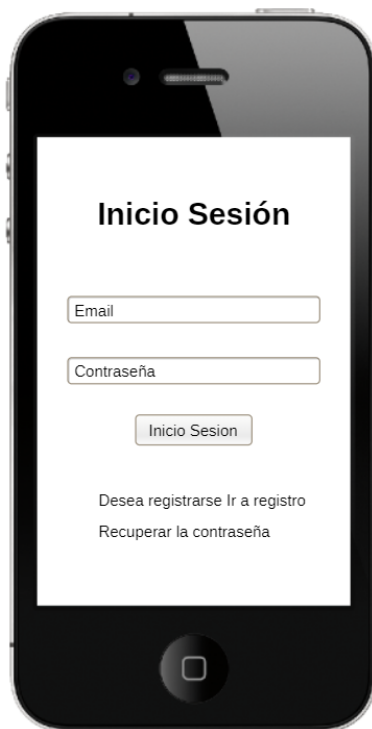 Inicio Sesión
Email
Contraseña
Inicio Sesion
Desea registrarse Ir a registro
Recuperar la contraseña